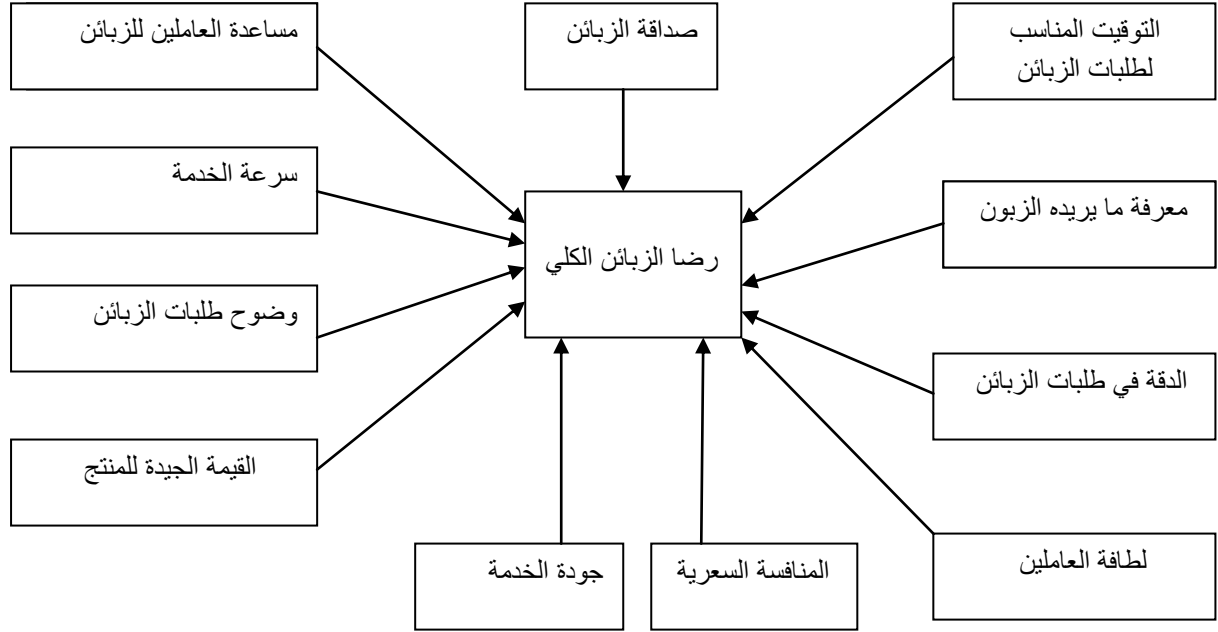 التوقيت المناسب
لطلبات الزبائن
صداقة الزبائن
مساعدة العاملين للزبائن
معرفة ما يريده الزبون
سرعة الخدمة
رضا الزبائن الكلي
الدقة في طلبات الزبائن
وضوح طلبات الزبائن
القيمة الجيدة للمنتج
لطافة العاملين
المنافسة السعرية
جودة الخدمة